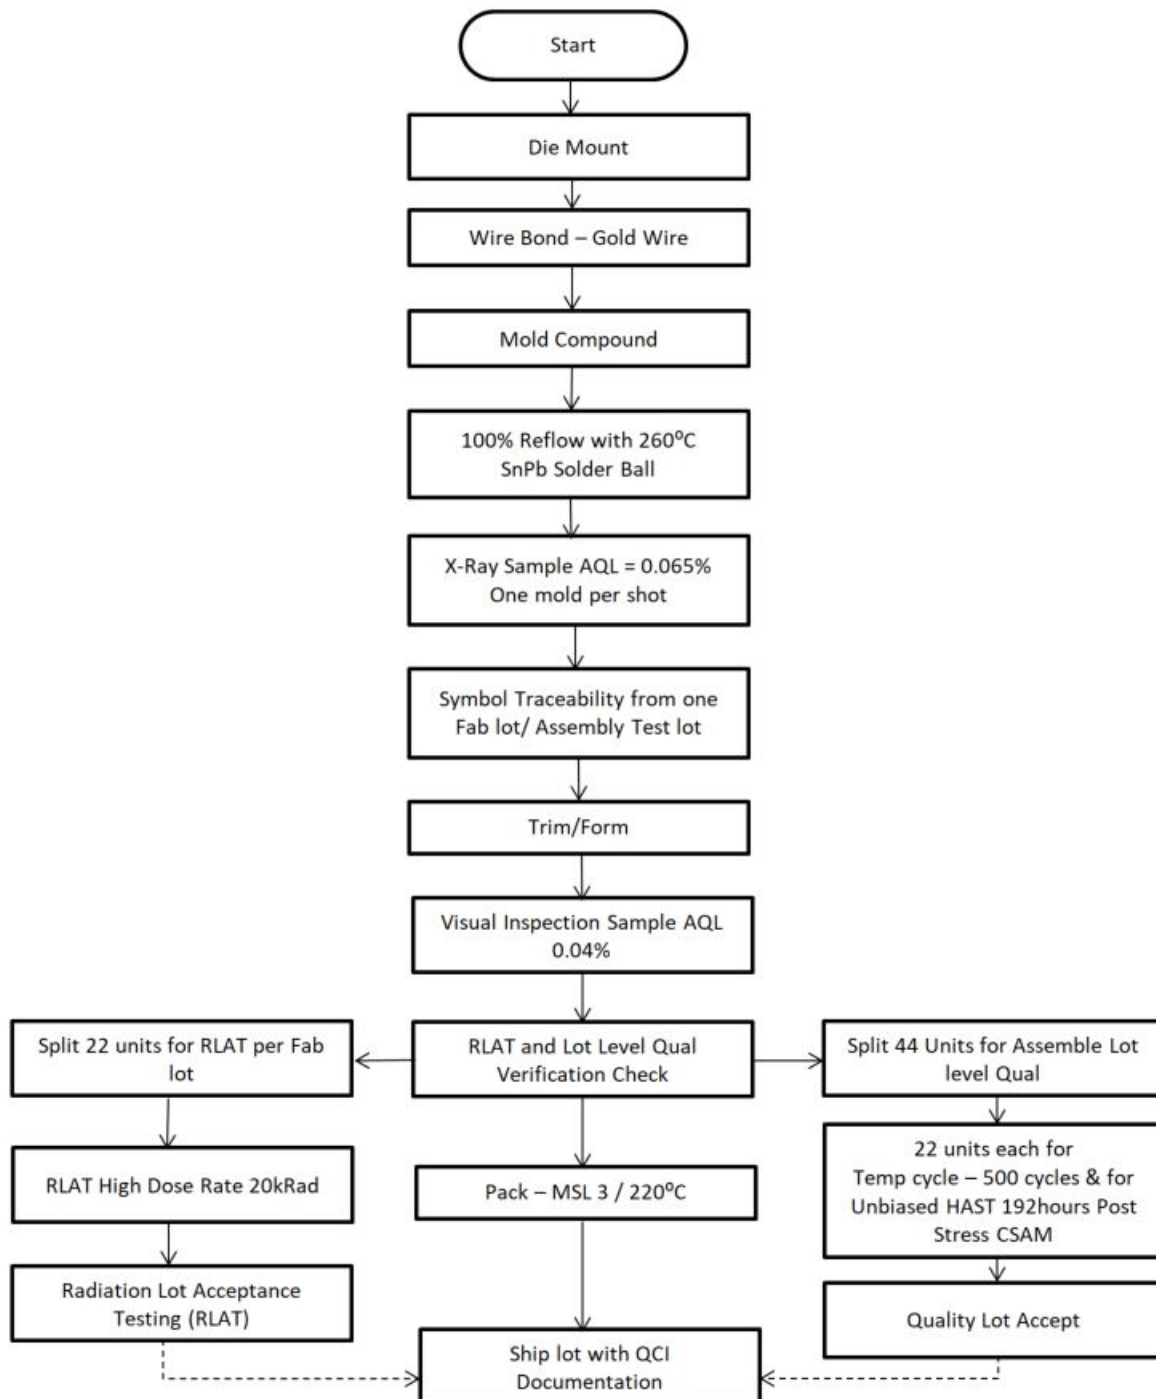 Start
Die Mount
Wire Bond – Gold Wire
Mold Compound
100% Reflow with 260⁰C
SnPb Solder Ball
X-Ray Sample AQL = 0.065%
One mold per shot
Symbol Traceability from one
Fab lot/ Assembly Test lot
Trim/Form
Visual Inspection Sample AQL
0.04%
RLAT and Lot Level Qual
Verification Check
Split 22 units for RLAT per Fab
lot
RLAT High Dose Rate 20kRad
Radiation Lot Acceptance
Testing (RLAT)
Pack – MSL 3 / 220⁰C
Split 44 Units for Assemble Lot
level Qual
22 units each for
Temp cycle – 500 cycles & for
Unbiased HAST 192hours Post
Stress CSAM
Quality Lot Accept
Ship lot with QCI
Documentation